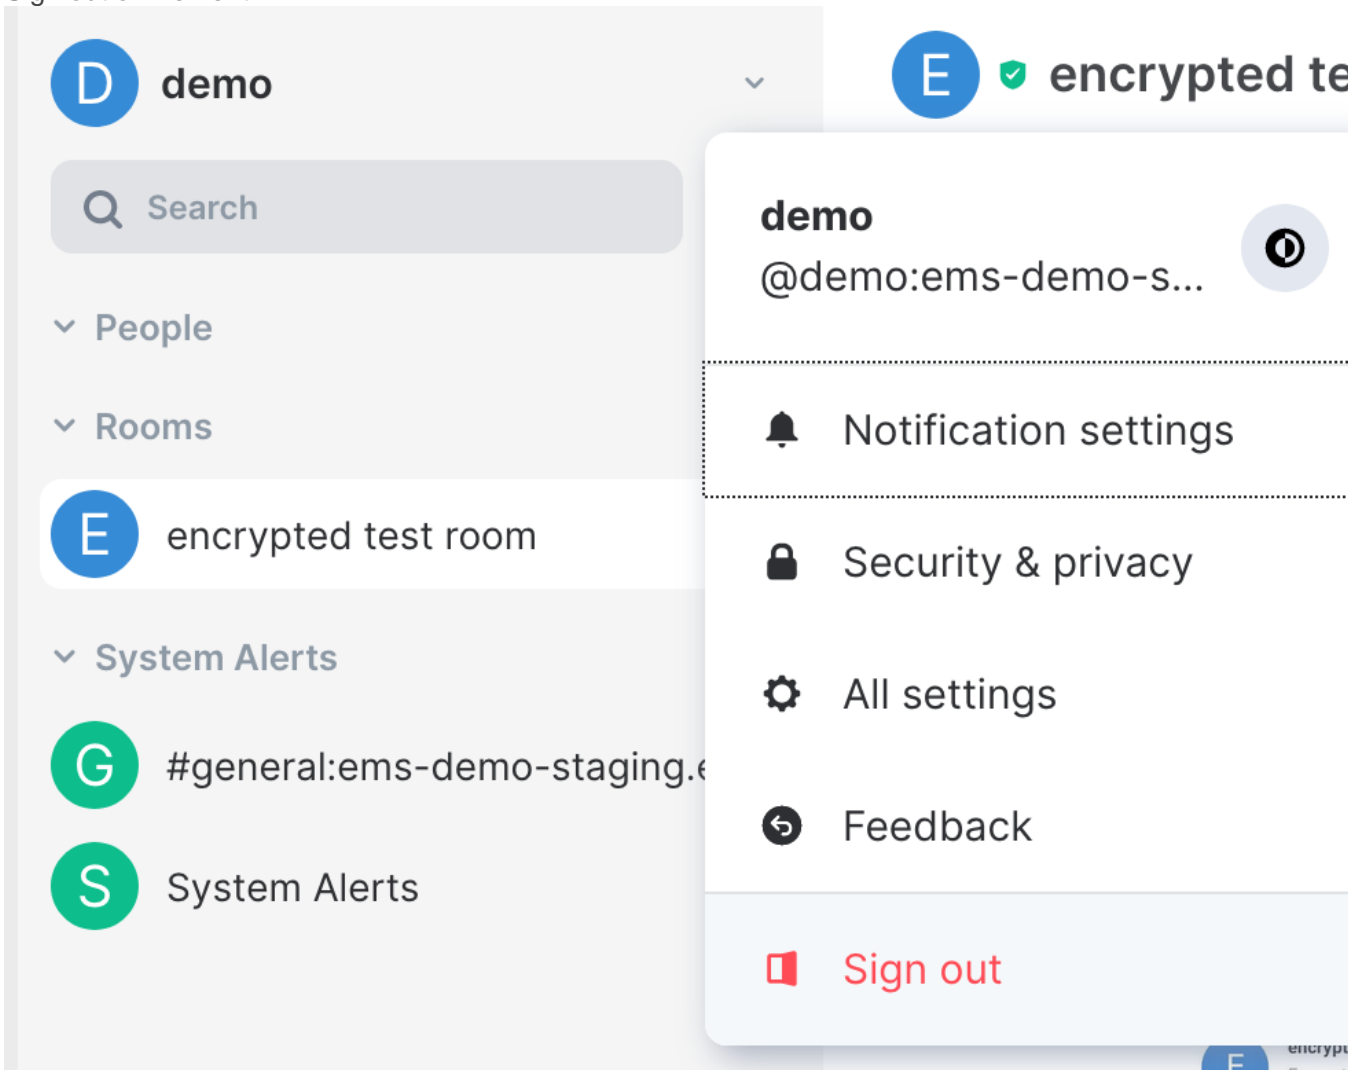 D demo
Search
People
Rooms
E encrypted test room
System Alerts
G #general:ems-demo-staging.
S System Alerts
E encrypted te
demo
@demo:ems-demo-s...
Notification settings
Security & privacy
All settings
Feedback
Sign out
E encrypt